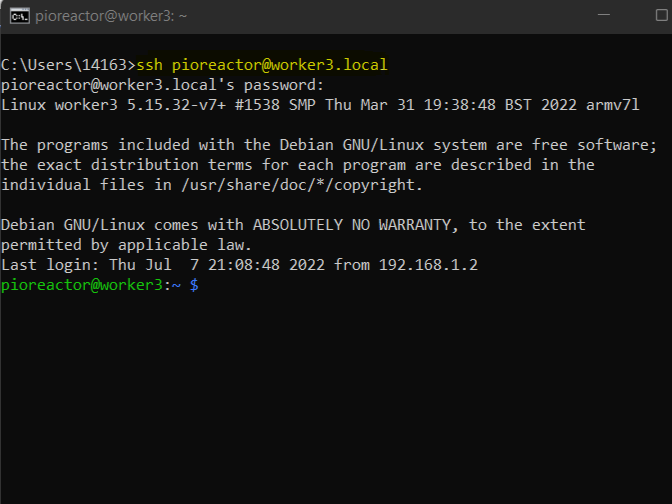 pioreactor@worker3: ~
C:\Users\14163>ssh pioreactor@worker3.local
pioreactor@worker3.local's password:
Linux worker3 5.15.32-v7+ #1538 SMP Thu Mar 31 19:38:48 BST 2022 armv7l
The programs included with the Debian GNU/Linux system are free software;
the exact distribution terms for each program are described in the
individual files in /usr/share/doc/*/copyright.
Debian GNU/Linux comes with ABSOLUTELY NO WARRANTY, to the extent
permitted by applicable law.
Last login: Thu Jul  7 21:08:48 2022 from 192.168.1.2
pioreactor@worker3:~ $